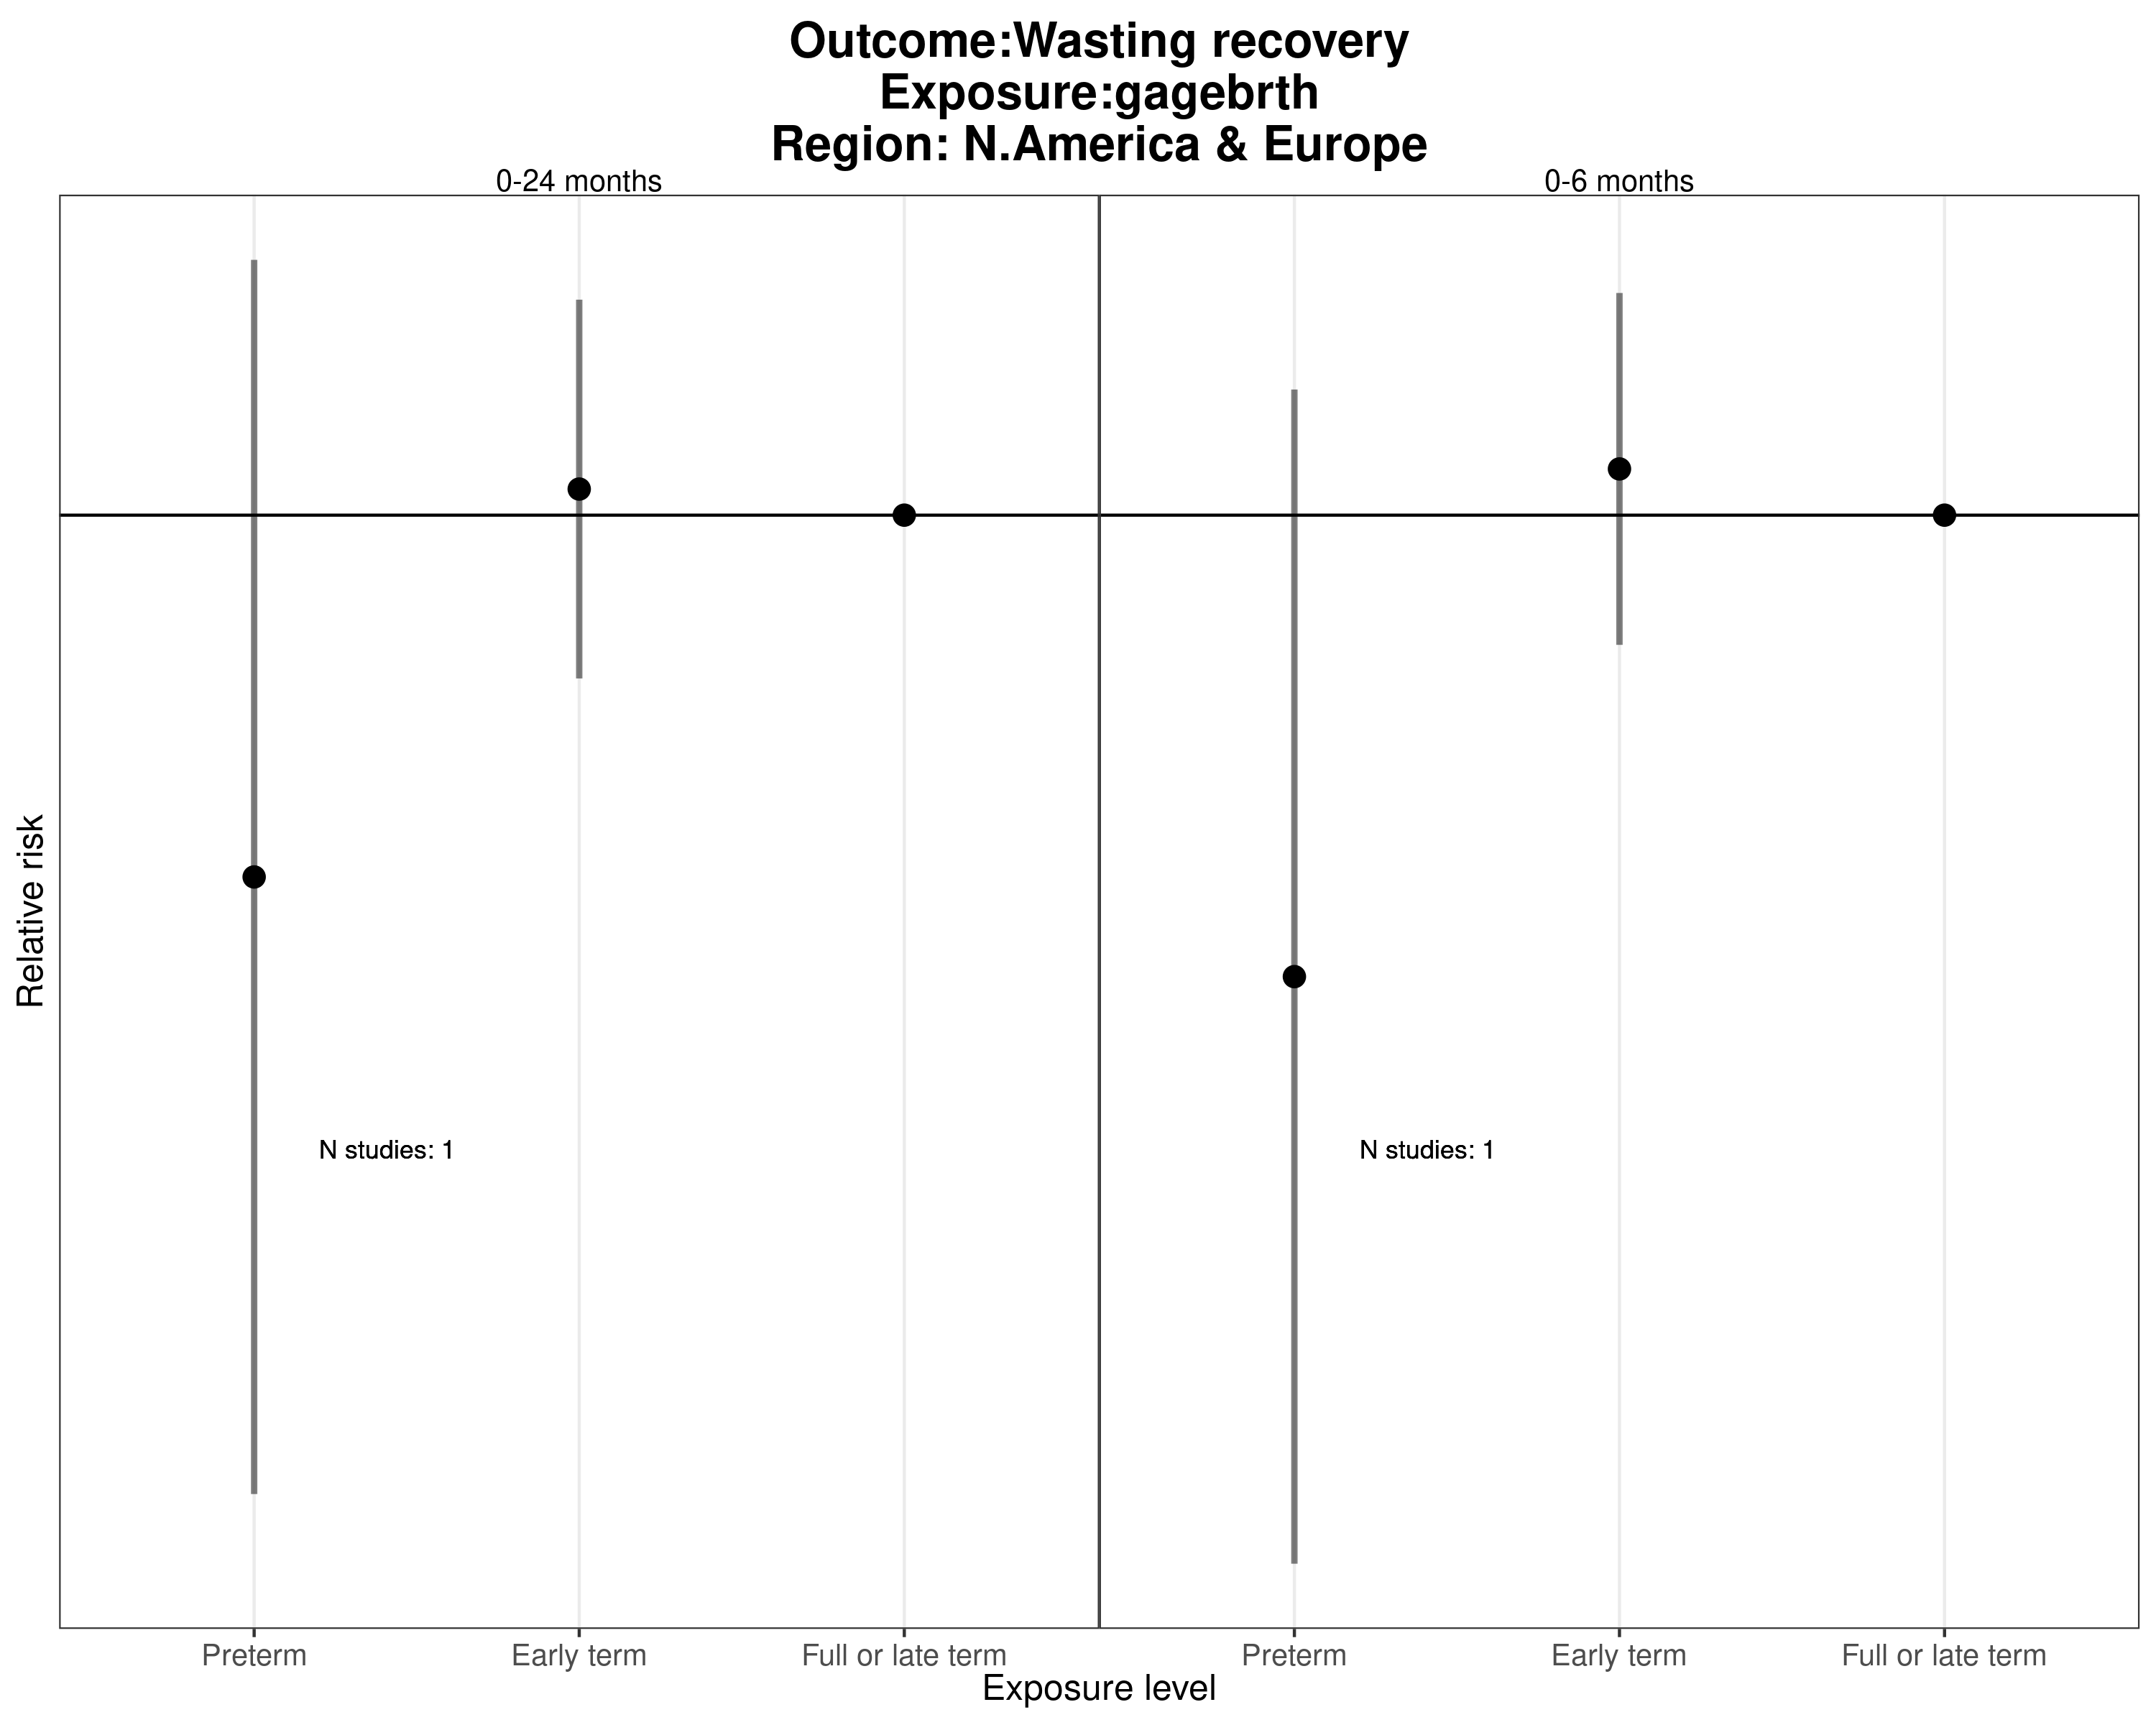 Outcome:Wasting recovery
Exposure:gagebrth
Region: N.America & Europe
0-24 months
0-6 months
Relative risk
N studies: 1
N studies: 1
Preterm
Early term
Full or late term
Preterm
Early term
Full or late term
Exposure level